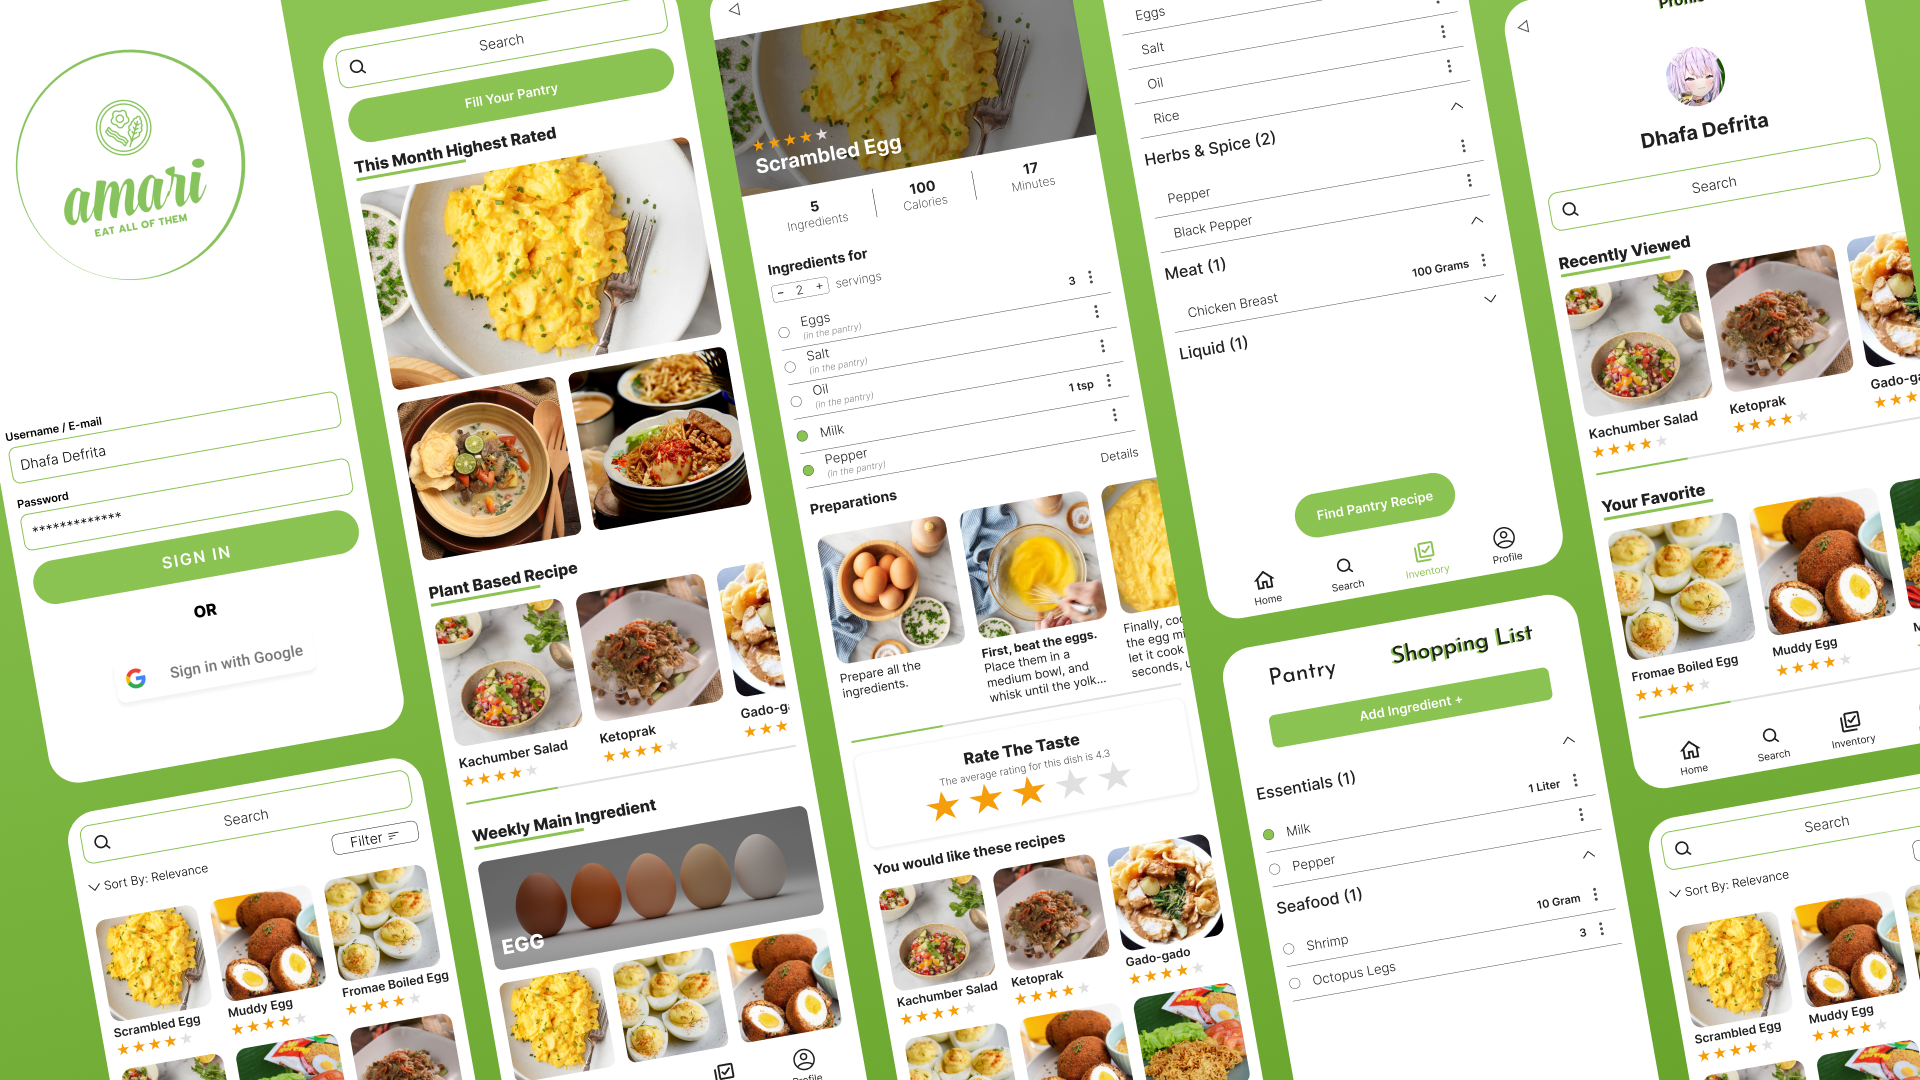 amari
EAT ALL OF THEM
Username / E-mail
Dhafa Defrita
Password
*************
SIGN IN
OR
Sign in with Google
Search
Filter
Sort By: Relevance
Scrambled Egg
Muddy Egg
Fromae Boiled Egg
Search
Fill Your Pantry
This Month Highest Rated
Plant Based Recipe
Kachumber Salad
Ketoprak
Gado-g
Weekly Main Ingredient
EGG
Profile
Scrambled Egg
5
Ingredients
100
Calories
17
Minutes
Ingredients for
- 2 + servings
3
Eggs
(in the pantry)
Salt
(in the pantry)
Oil
(in the pantry)
1 tsp
Milk
Pepper
(in the pantry)
Details
Preparations
Prepare all the
ingredients.
First, beat the eggs.
Place them in a
medium bowl, and
whisk until the yolk...
Finally, coo
the egg mi
let it cook
seconds, u
Rate The Taste
The average rating for this dish is 4.3
You would like these recipes
Kachumber Salad
Ketoprak
Gado-gado
Eggs
Salt
Oil
Rice
Herbs & Spice (2)
Pepper
Black Pepper
Meat (1)
100 Grams
Chicken Breast
Liquid (1)
Find Pantry Recipe
Home
Search
Inventory
Profile
Pantry
Shopping List
Add Ingredient +
Essentials (1)
1 Liter
Milk
Pepper
Seafood (1)
10 Gram
Shrimp
3
Octopus Legs
Profile
Dhafa Defrita
Search
Recently Viewed
Kachumber Salad
Ketoprak
Gado-ga
Your Favorite
Fromae Boiled Egg
Muddy Egg
Home
Search
Inventory
Search
Sort By: Relevance
Scrambled Egg
Muddy Egg